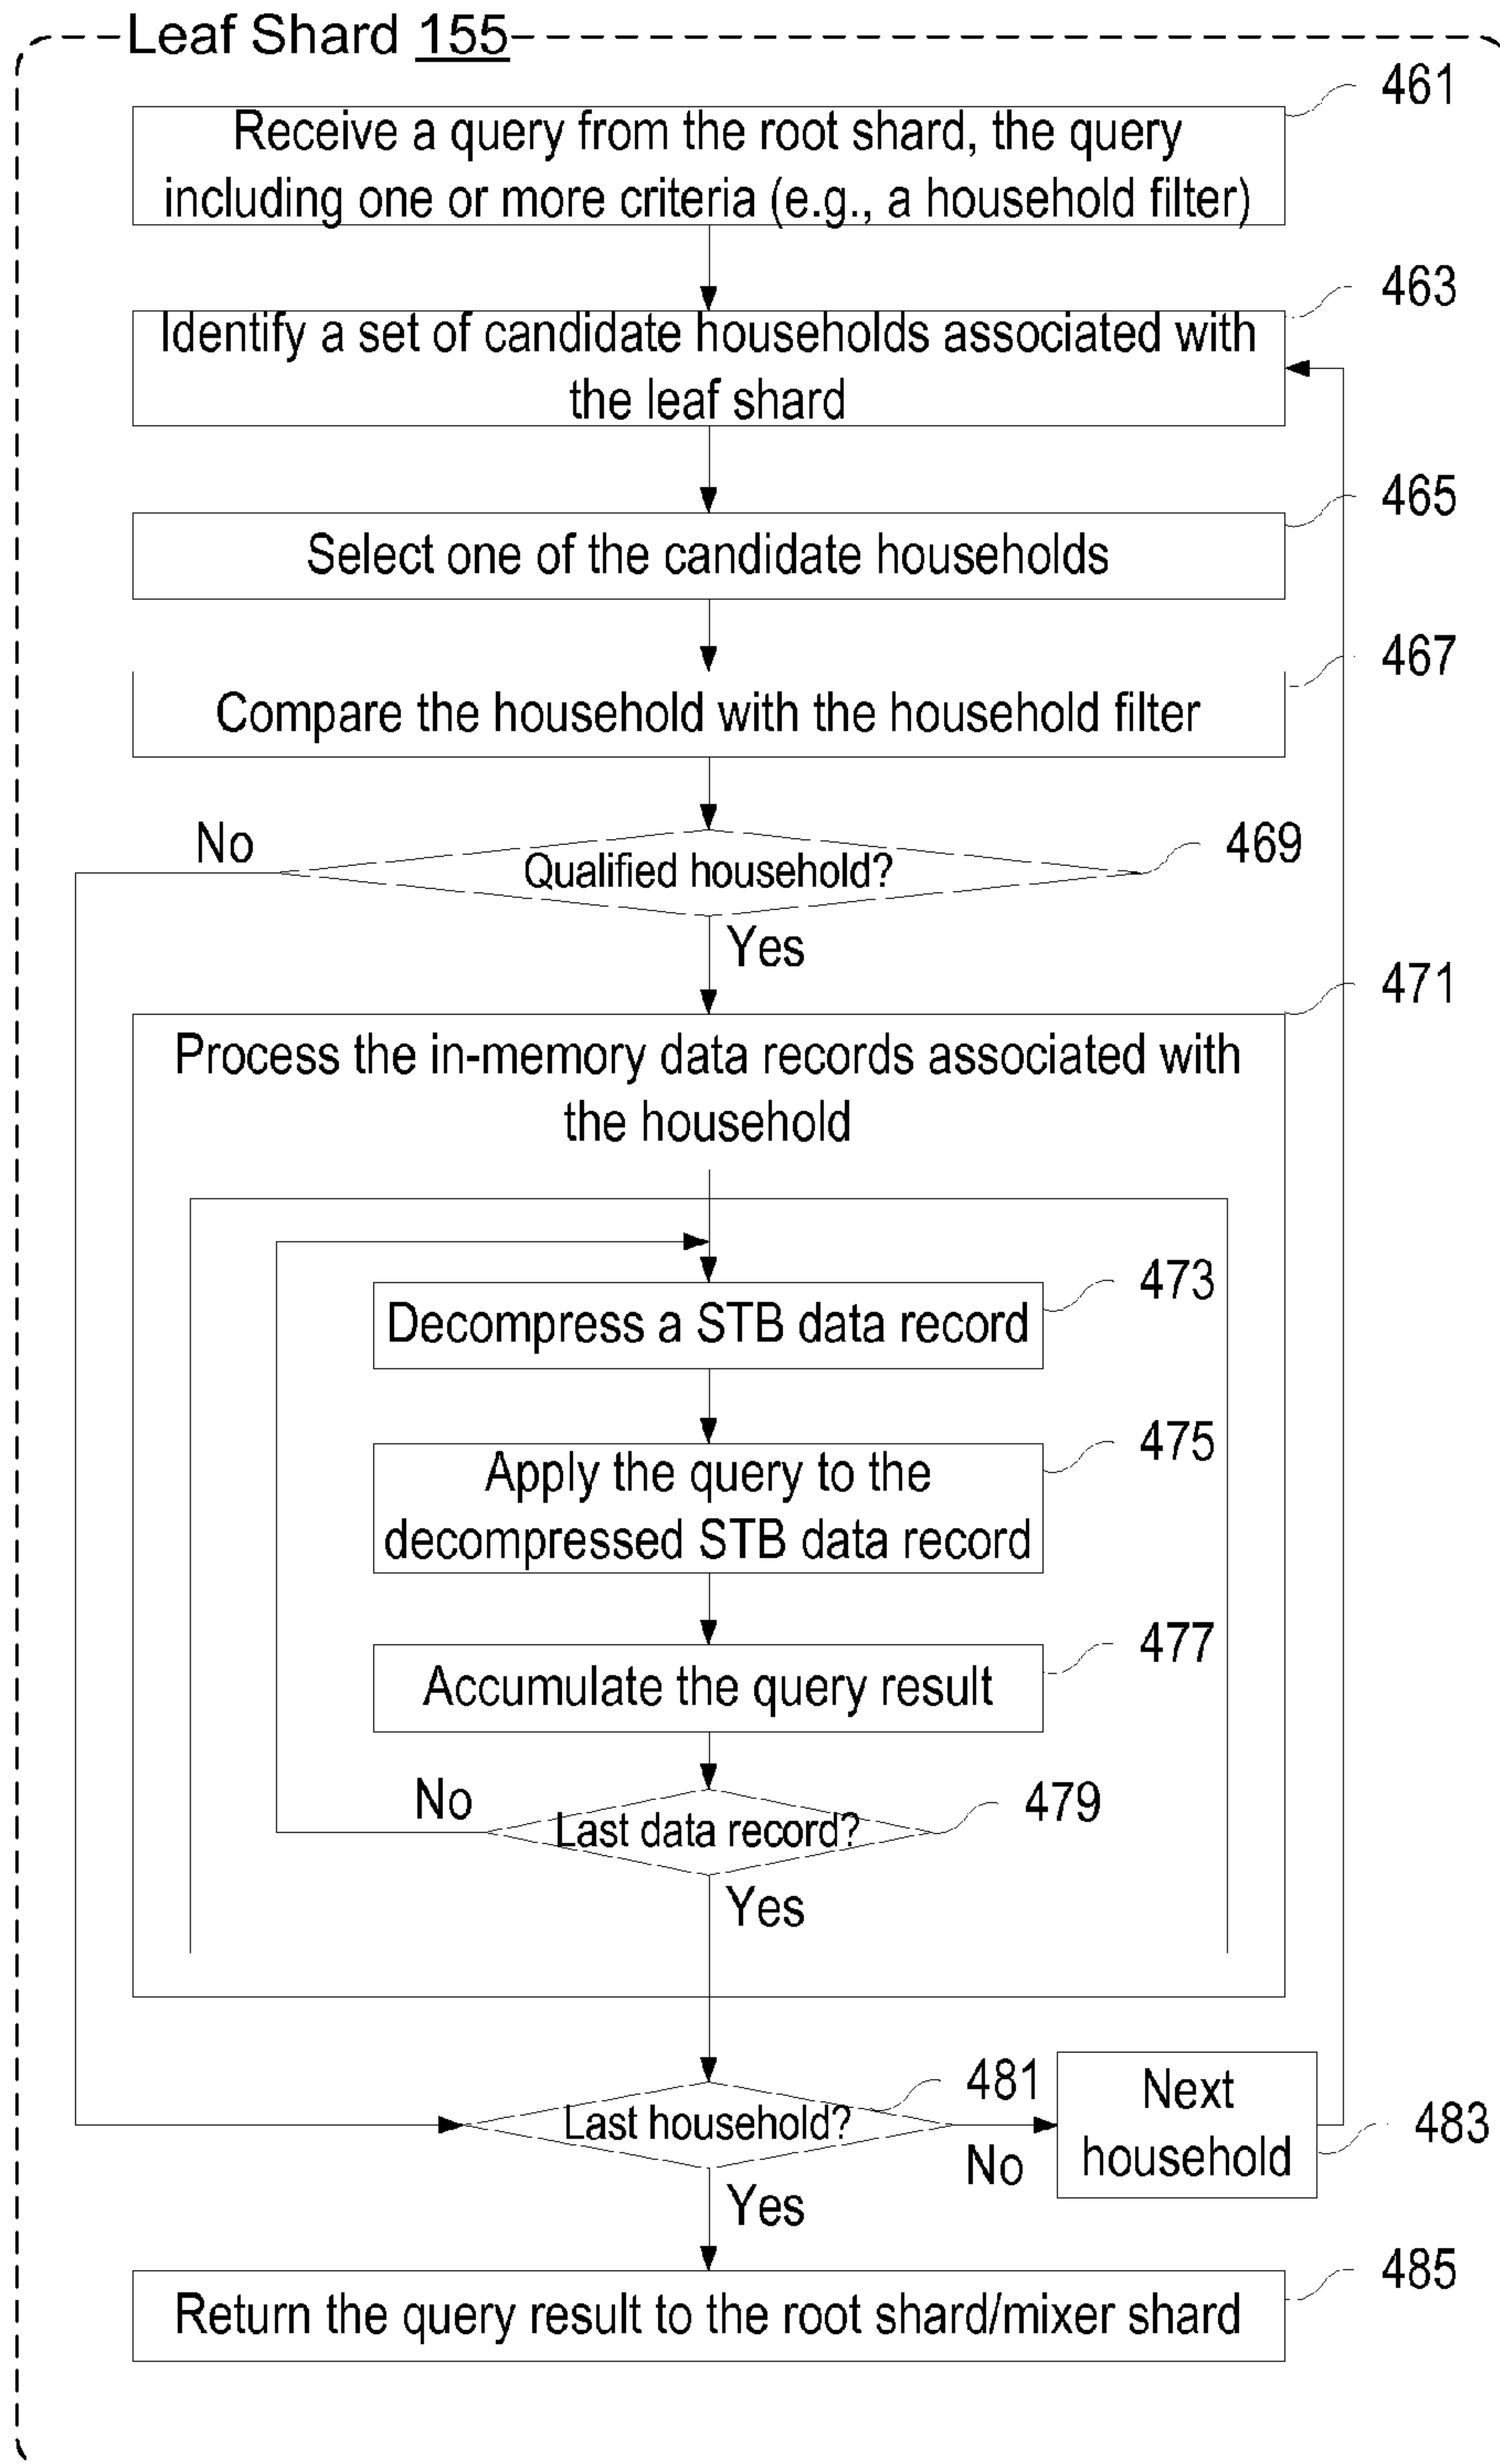 Leaf Shard 155
461
Receive a query from the root shard, the query
including one or more criteria (e.g., a household filter)
463
Identify a set of candidate households associated with
the leaf shard
465
Select one of the candidate households
467
Compare the household with the household filter
No
Qualified household?
469
Yes
471
Process the in-memory data records associated with
the household
473
Decompress a STB data record
475
Apply the query to the
decompressed STB data record
477
Accumulate the query result
No
Last data record?
479
Yes
481
Last household?
No
Next
household
483
Yes
485
Return the query result to the root shard/mixer shard